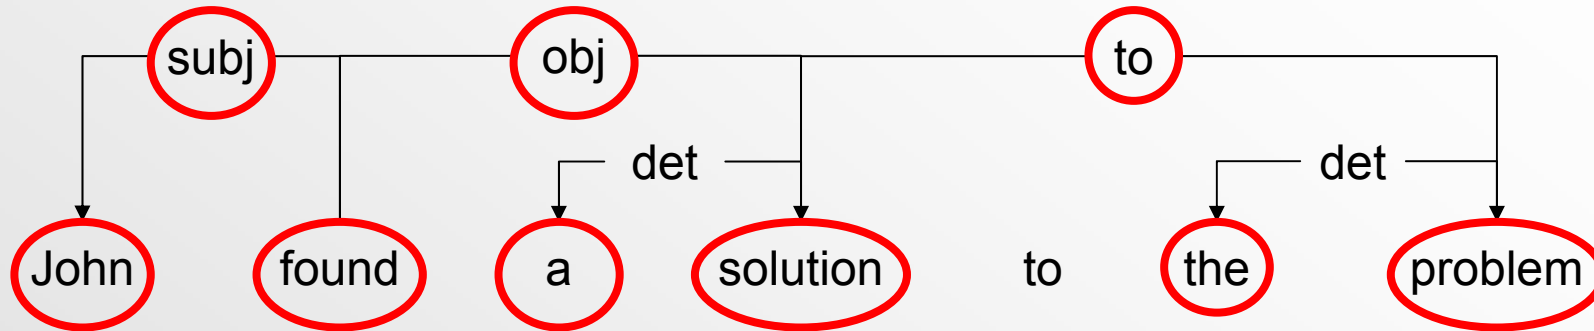 subj obj to
det det
John found a solution to the problem